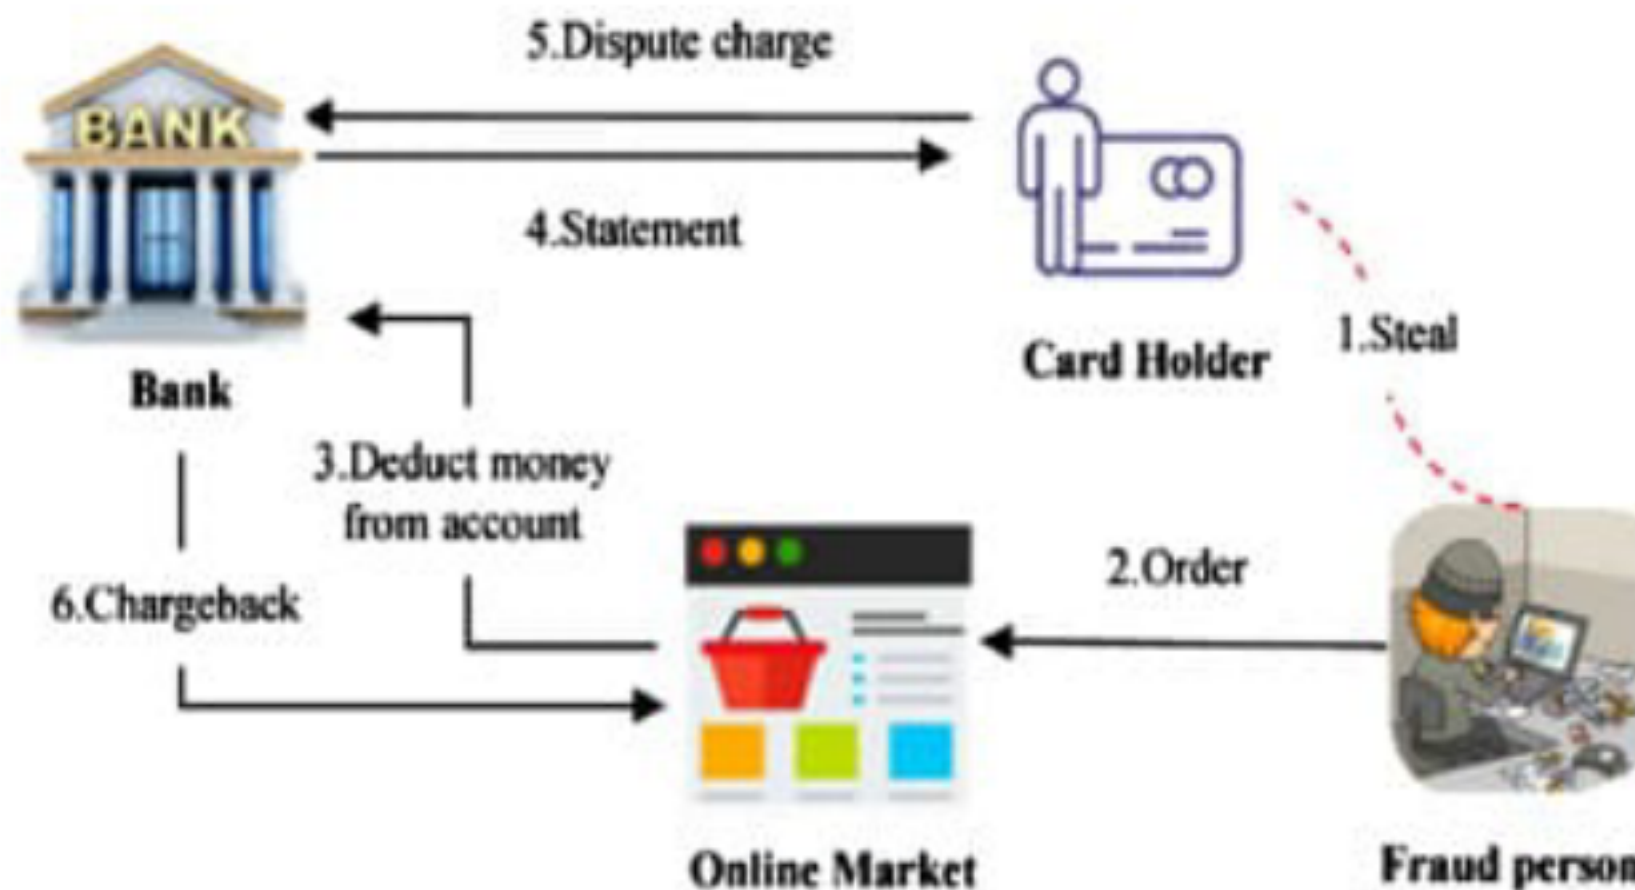 5.Dispute charge
BANK
4.Statement
1.Steal
Card Holder
Bank
3.Deduct money
from account
2.Order
6.Chargeback
Online Market
Fraud person